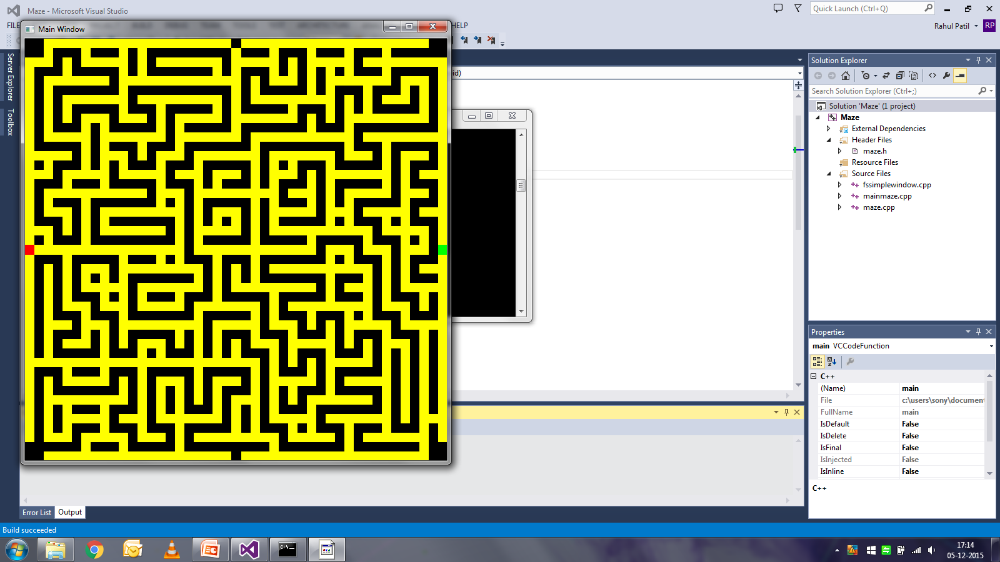 Maze - Microsoft Visual Studio
Quick Launch (Ctrl+Q)
HELP
Rahul Patil
RP
Main Window
Server Explorer
Toolbox
Solution Explorer
Search Solution Explorer (Ctrl+;)
Solution 'Maze' (1 project)
Maze
External Dependencies
Header Files
maze.h
Resource Files
Source Files
fssimplewindow.cpp
mainmaze.cpp
maze.cpp
Properties
main VCCodeFunction
C++
(Name) main
File c:\users\sony\document
FullName main
IsDefault False
IsDelete False
IsFinal False
IsInjected False
IsInline False
C++
Error List
Output
Build succeeded
17:14
05-12-2015